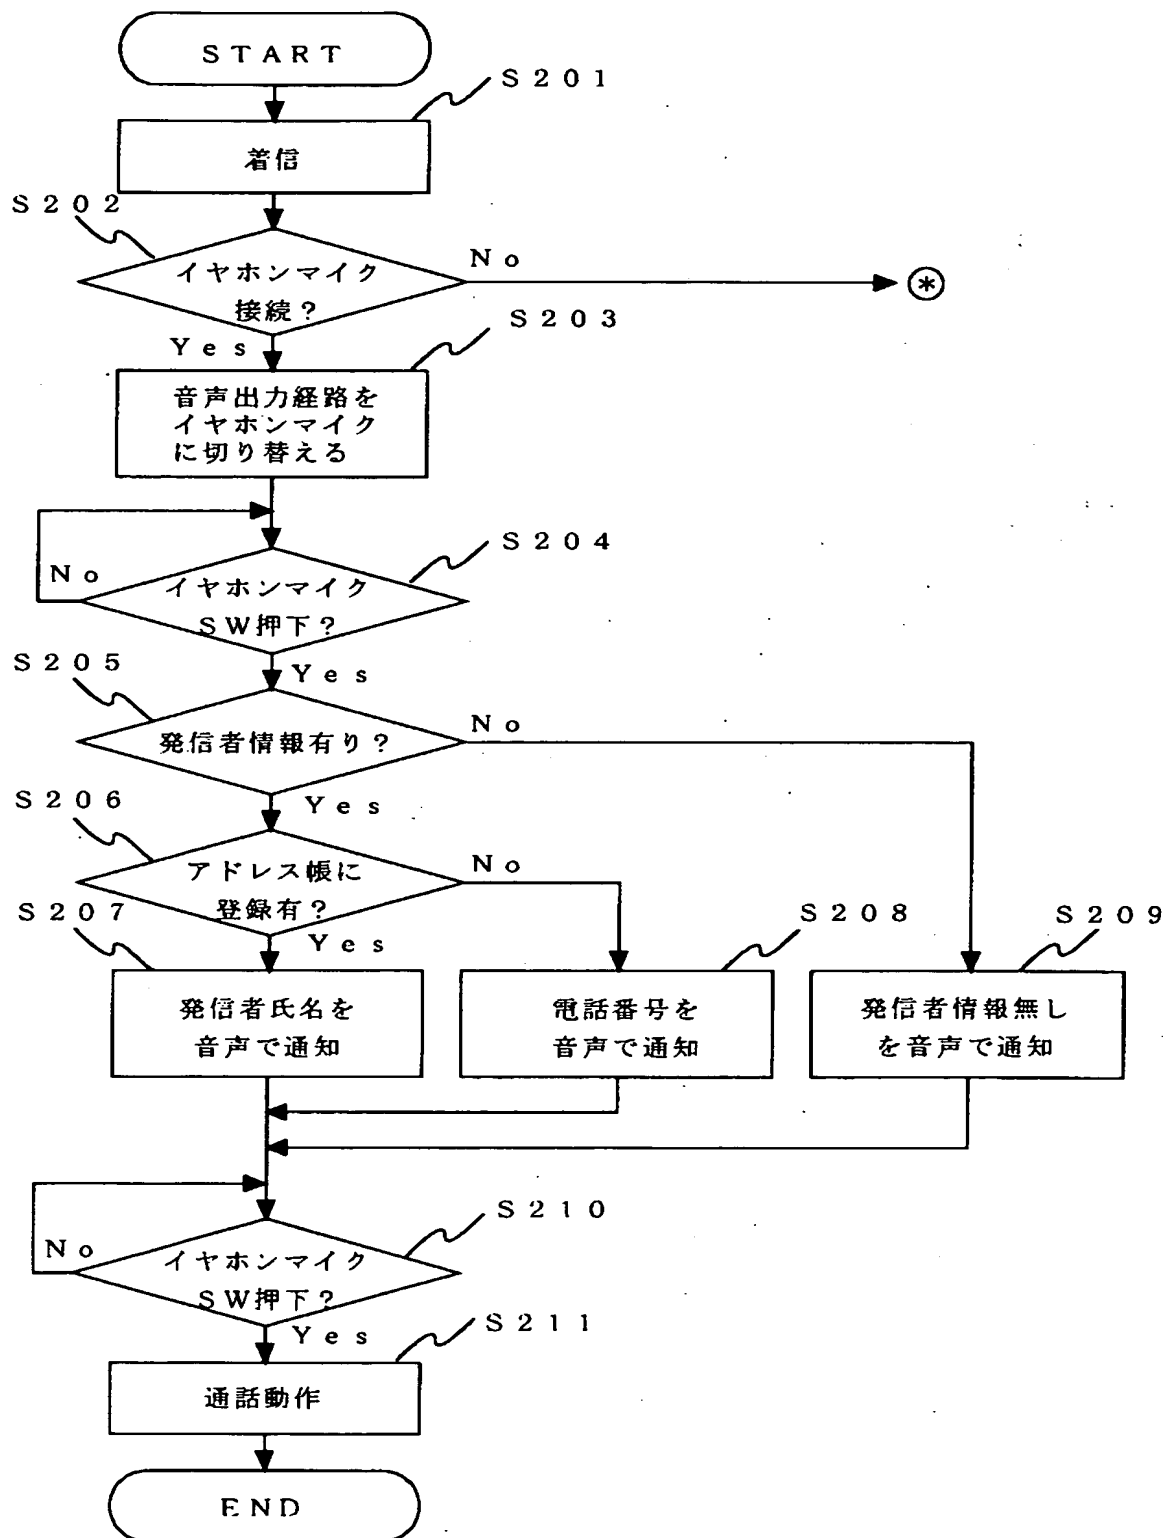 START
S201
着信
S202
イヤホンマイク
接続?
No
*
Yes
S203
音声出力経路を
イヤホンマイク
に切り替える
S204
No
イヤホンマイク
SW押下?
Yes
S205
発信者情報有り?
No
Yes
S206
アドレス帳に
登録有?
No
Yes
S207
S208
S209
発信者氏名を
音声で通知
電話番号を
音声で通知
発信者情報無し
を音声で通知
S210
No
イヤホンマイク
SW押下?
Yes
S211
通話動作
END